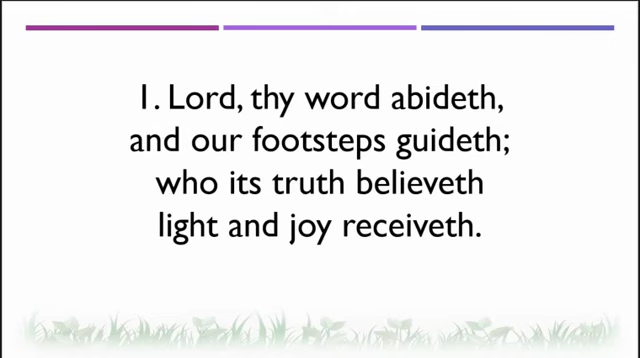 1. Lord, thy word abideth,
and our footsteps guideth;
who its truth believeth
light and joy receiveth.